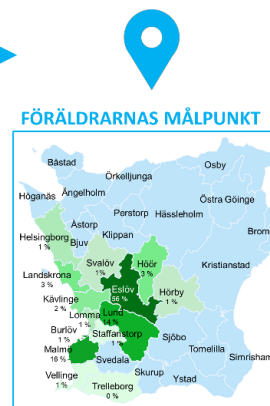 FÖRÄLDRARNAS MÅLPUNKT
Båstad
Osby
Örkelljunga
Höganäs
Ängelholm
Östra Göinge
Perstorp
Hässleholm
Åstorp
Brom
Helsingborg
1 %
Bjuv
Klippan
Kristianstad
Svalöv
1%
Höör
3 %
Landskrona
3 %
Eslöv
56 %
Hörby
1 %
Kävlinge
2 %
Lomma
1 %
Lund
14 %
Burlöv
1 %
Staffanstorp
1 %
Sjöbo
Malmö
16 %
Svedala
Tomelilla
Simrisham
Vellinge
1 %
Skurup
Ystad
Trelleborg
0 %